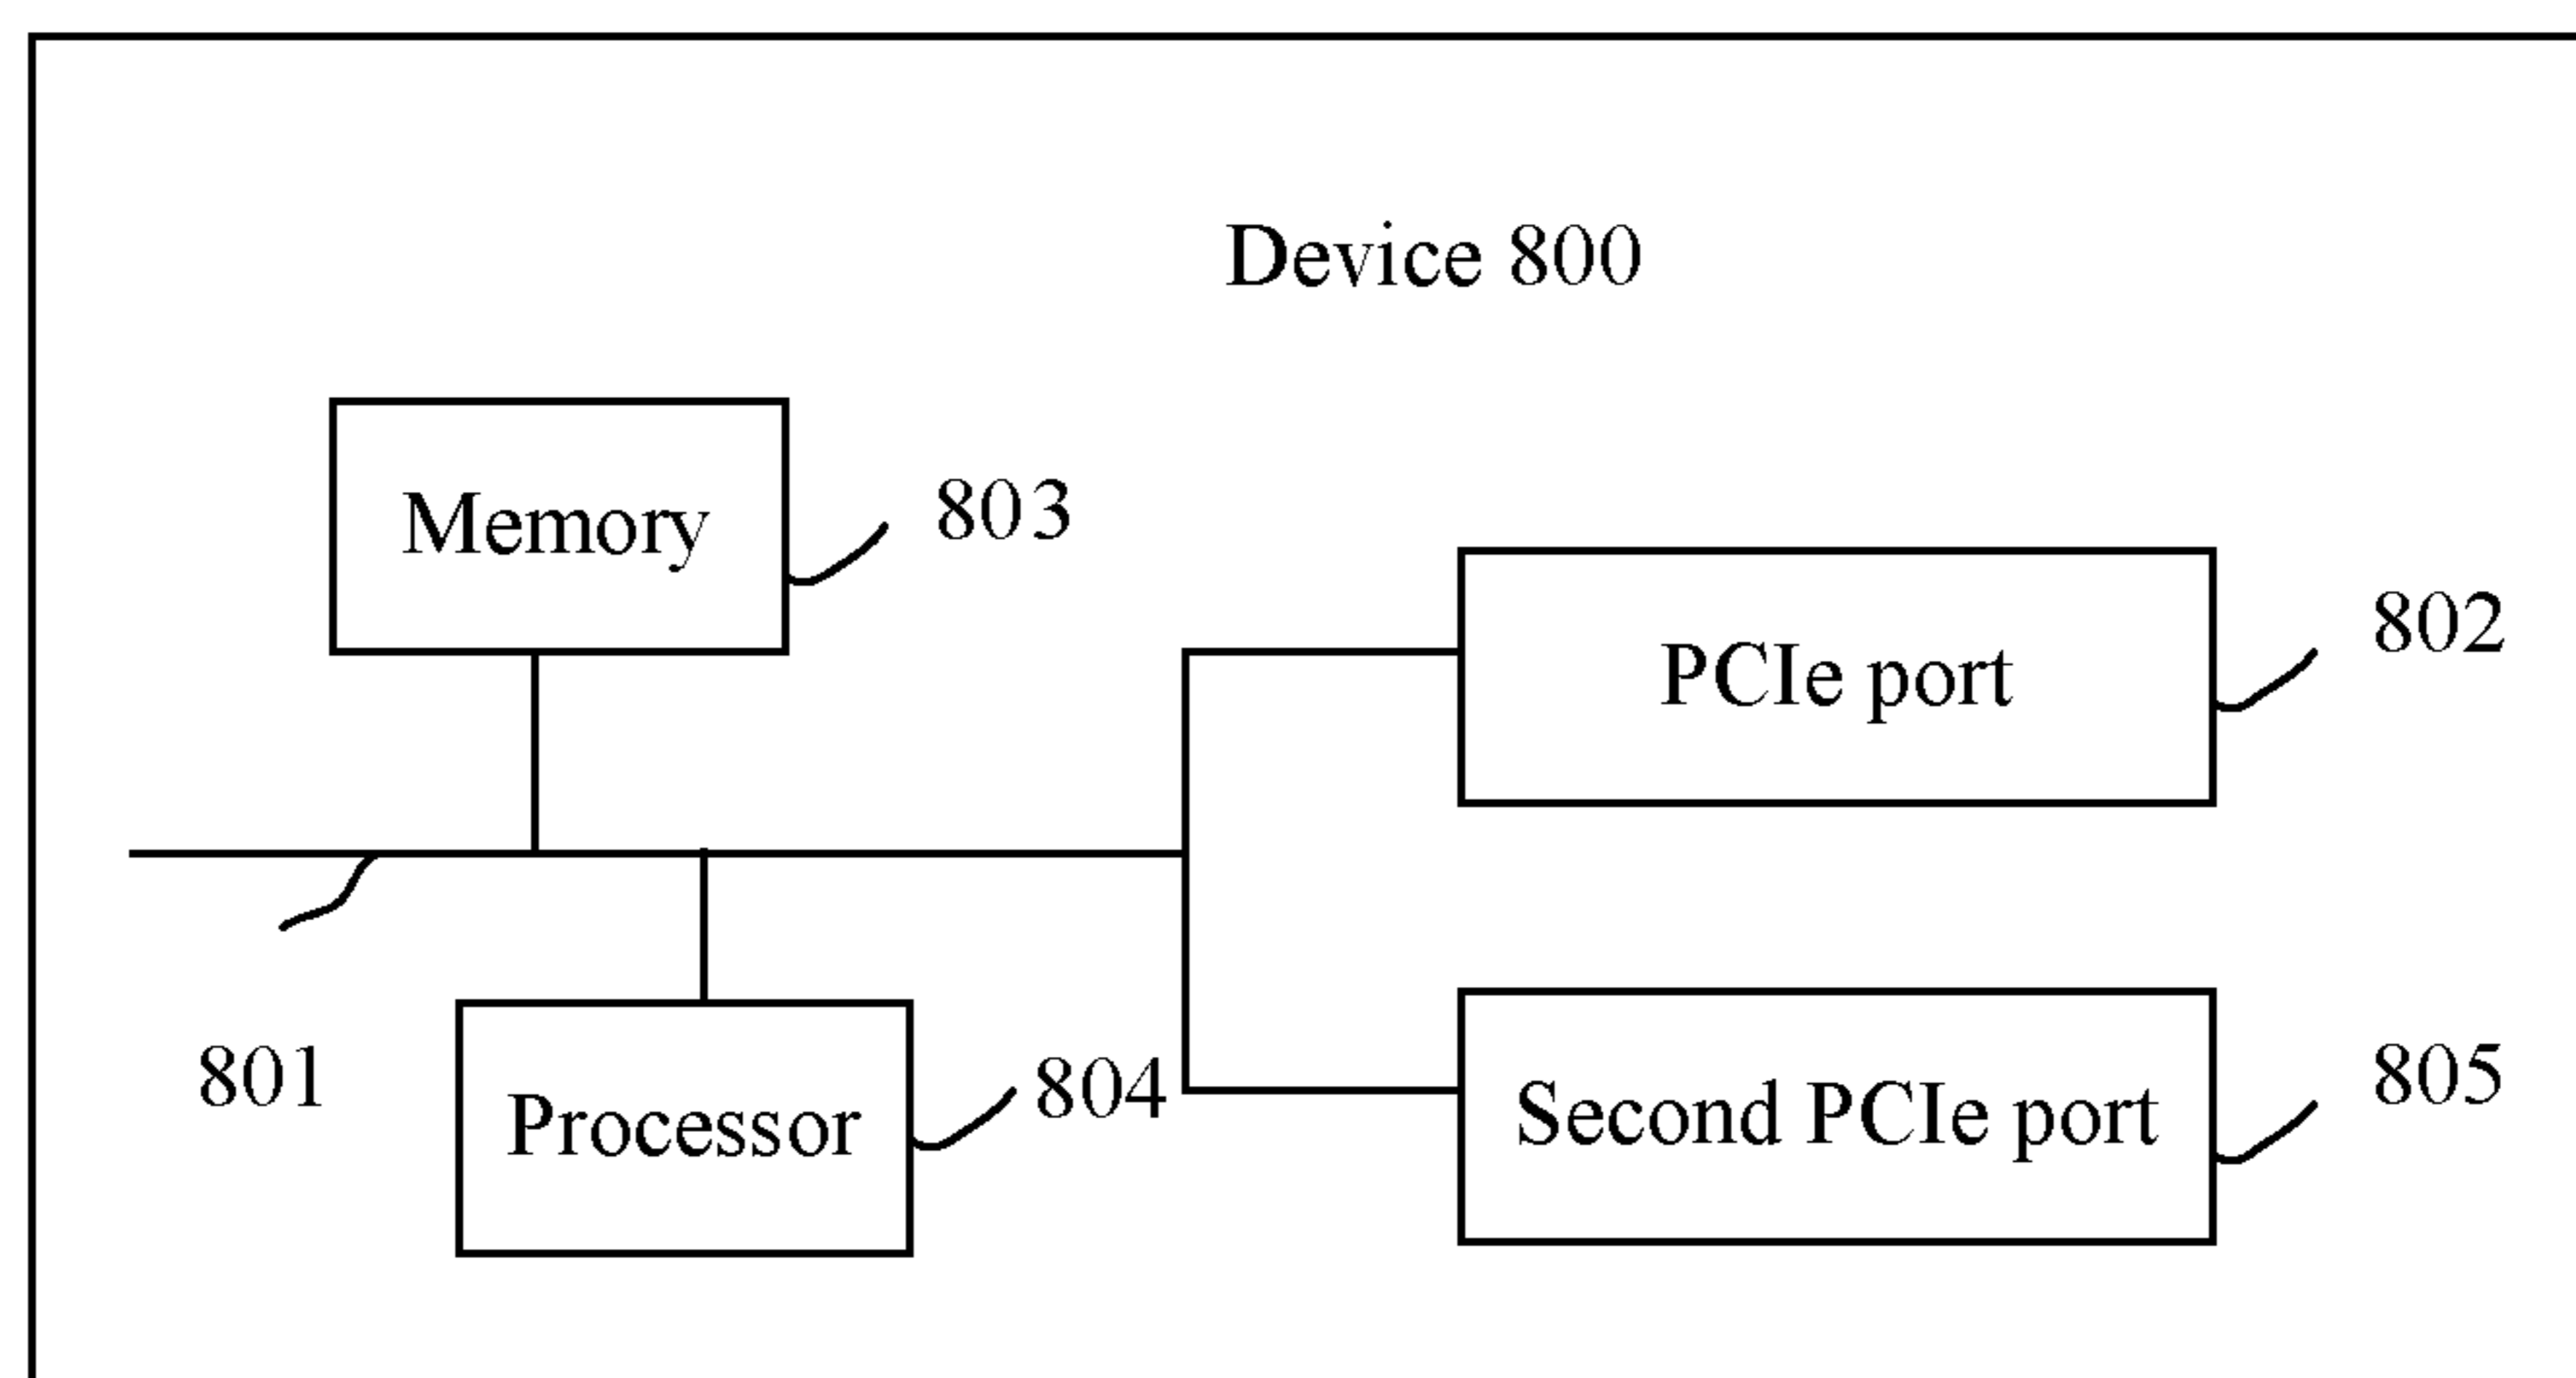 Device 800
Memory
803
PCIe port
802
801
Processor
804
Second PCIe port
805